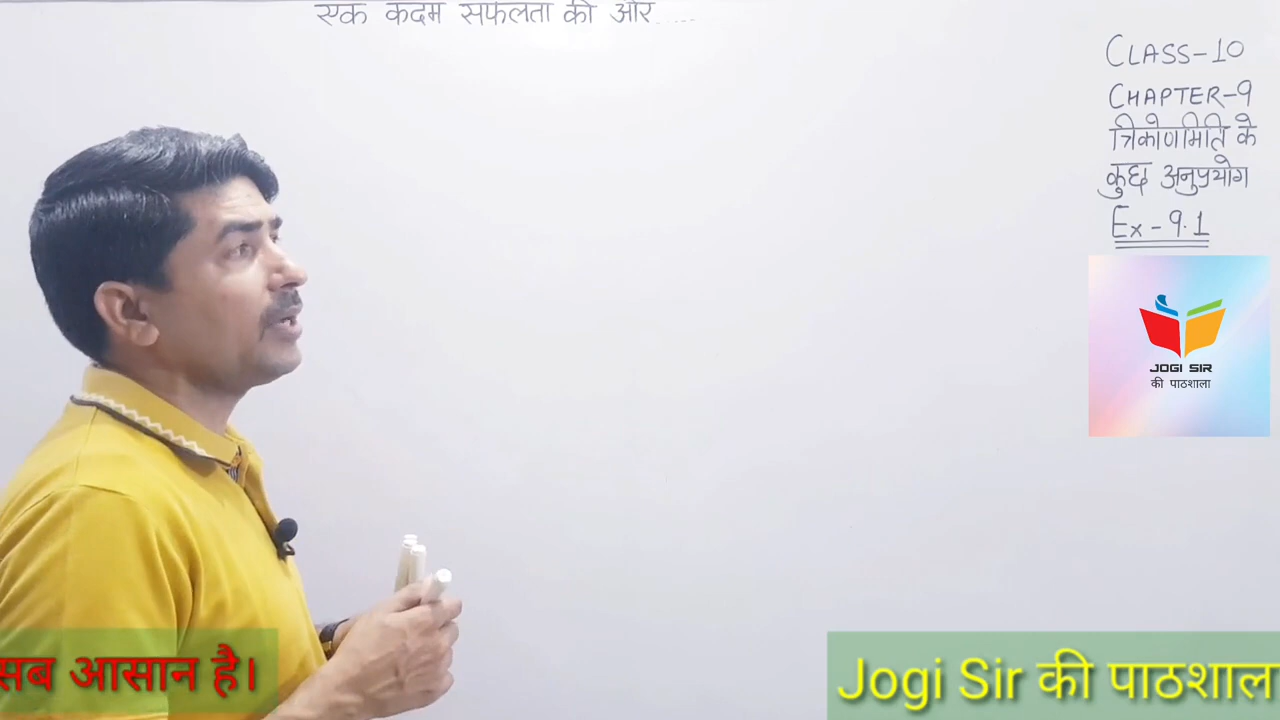 एक कदम सफलता की और.....
CLASS-10
CHAPTER-9
त्रिकोणमिति के
कुछ अनुप्रयोग
Ex-9.1
JOGI SIR
की पाठशाला
सब आसान है।
Jogi Sir की पाठशाल